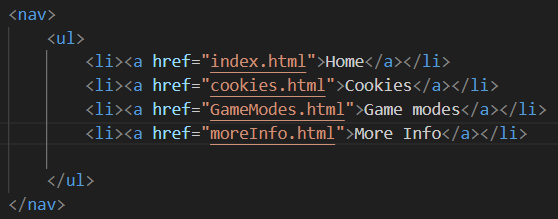 <nav>
<ul>
<li><a href="index.html">Home</a></li>
<li><a href="cookies.html">Cookies</a></li>
<li><a href="GameModes.html">Game modes</a></li>
<li><a href="moreInfo.html">More Info</a></li>
</ul>
</nav>